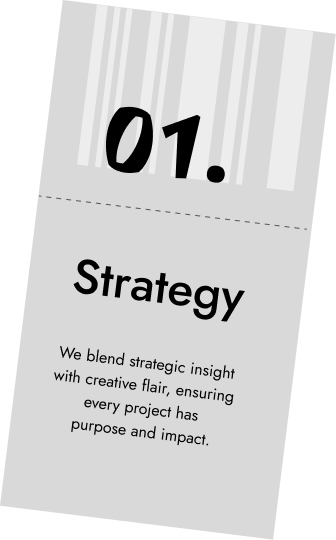 01.
Strategy
We blend strategic insight
with creative flair, ensuring
every project has
purpose and impact.